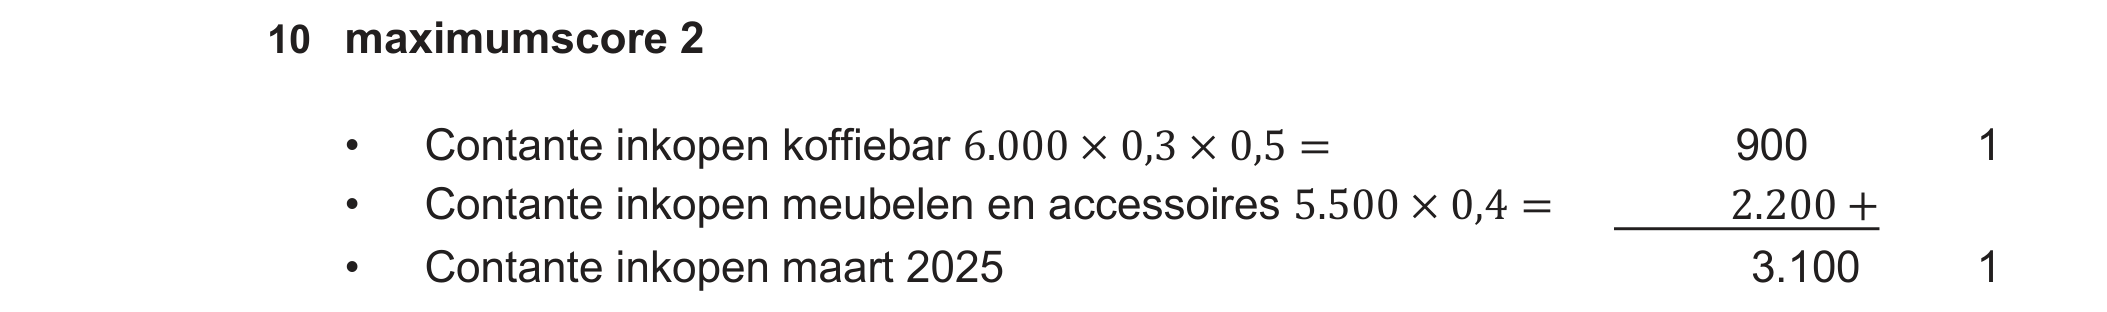 10 maximumscore 2
• Contante inkopen koffiebar 6.000 × 0,3 × 0,5 = 900 1
• Contante inkopen meubelen en accessoires 5.500 × 0,4 = 2.200 +
• Contante inkopen maart 2025 3.100 1